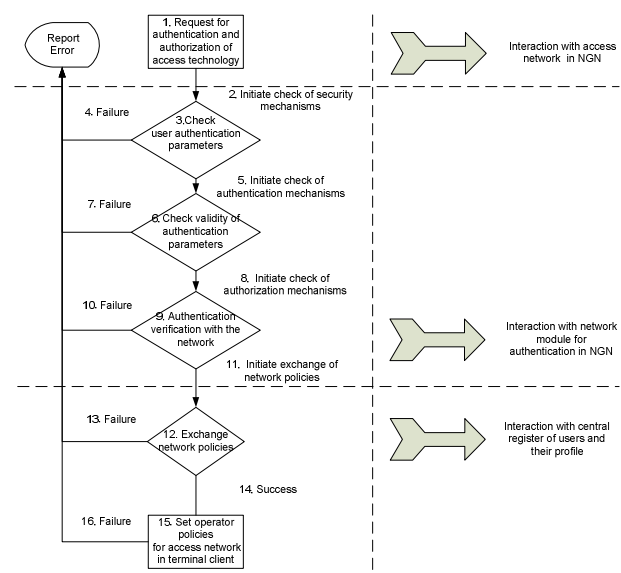 Report
Error
1. Request for
authentication and
authorization of
access technology
Interaction with access
network in NGN
2. Initiate check of security
mechanisms
4. Failure
3.Check
user authentication
parameters
5. Initiate check of
authentication mechanisms
7. Failure
6. Check validity of
authentication
parameters
8. Initiate check of
authorization mechanisms
10. Failure
9. Authentication
verification with the
network
Interaction with network
module for
authentication in NGN
11. Initiate exchange of
network policies
13. Failure
12. Exchange
network policies
Interaction with central
register of users and
their profile
14. Success
16. Failure
15. Set operator
policies
for access network
in terminal client